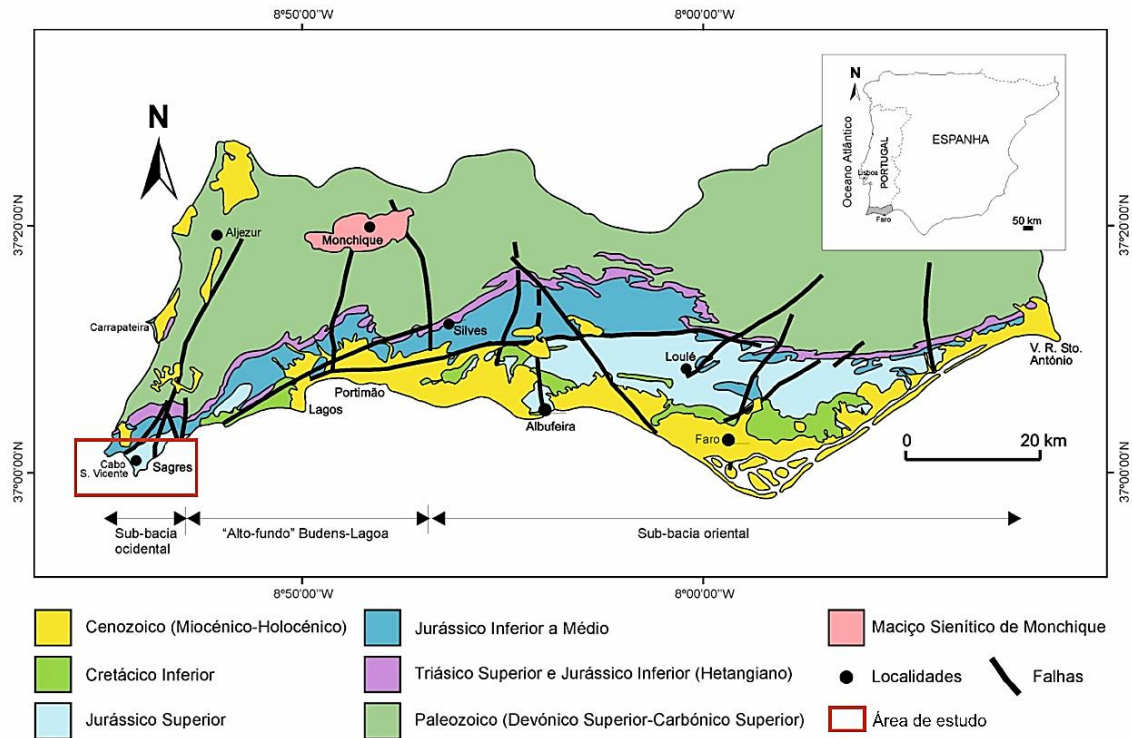 8°50'00''W
8°00'00''W
N
N
Oceano Atlântico
PORTUGAL
ESPANHA
Lisboa
Faro
50 km
37°20'00''N
37°20'00''N
Aljezur
Monchique
Carrapateira
Silves
Loulé
V. R. Sto.
António
Portimão
Lagos
Albufeira
Faro
0
20 km
Cabo
S. Vicente
Sagres
37°00'00''N
37°00'00''N
Sub-bacia
ocidental
"Alto-fundo" Budens-Lagoa
Sub-bacia oriental
8°50'00''W
8°00'00''W
Cenozoico (Miocénico-Holocénico)
Jurássico Inferior a Médio
Maciço Sienítico de Monchique
Cretácico Inferior
Triásico Superior e Jurássico Inferior (Hetangiano)
Localidades
Falhas
Jurássico Superior
Paleozoico (Devónico Superior-Carbónico Superior)
Área de estudo